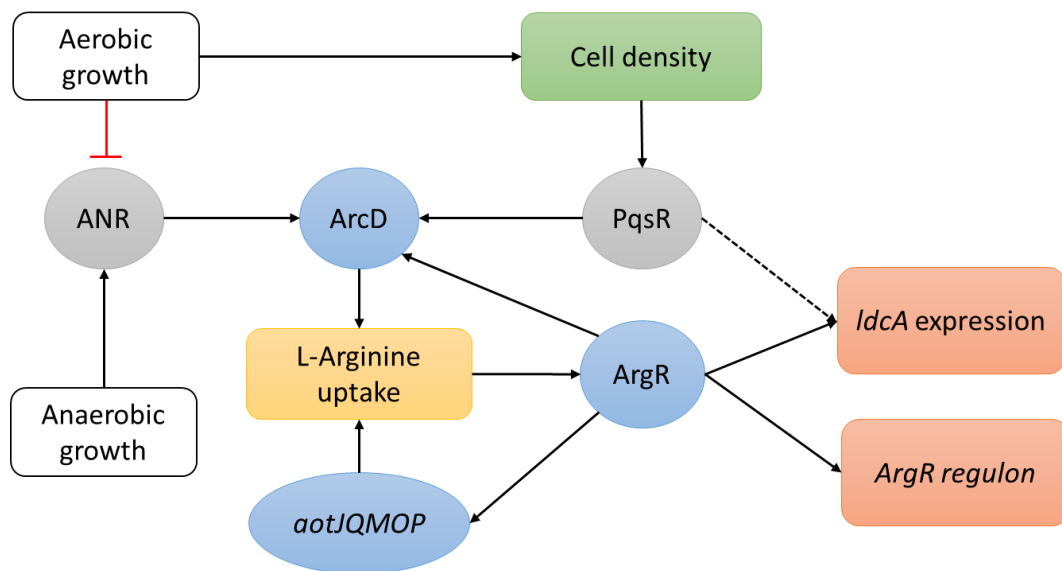 Aerobic
growth
Cell density
ANR
ArcD
PqsR
ldcA expression
L-Arginine
uptake
ArgR
Anaerobic
growth
ArgR regulon
aotJQMOP